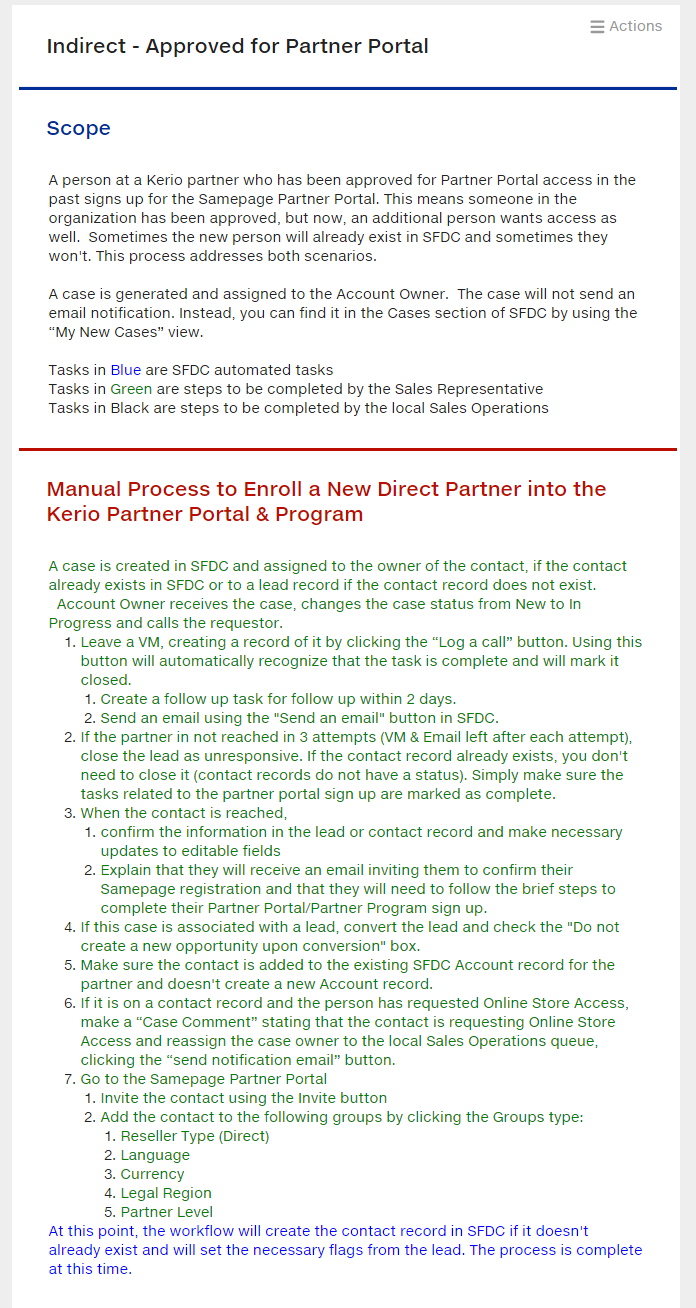 Actions
Indirect - Approved for Partner Portal
Scope
A person at a Kerio partner who has been approved for Partner Portal access in the
past signs up for the Samepage Partner Portal. This means someone in the
organization has been approved, but now, an additional person wants access as
well.  Sometimes the new person will already exist in SFDC and sometimes they
won't. This process addresses both scenarios.
A case is generated and assigned to the Account Owner.  The case will not send an
email notification. Instead, you can find it in the Cases section of SFDC by using the
“My New Cases” view.
Tasks in Blue are SFDC automated tasks
Tasks in Green are steps to be completed by the Sales Representative
Tasks in Black are steps to be completed by the local Sales Operations
Manual Process to Enroll a New Direct Partner into the
Kerio Partner Portal & Program
A case is created in SFDC and assigned to the owner of the contact, if the contact
already exists in SFDC or to a lead record if the contact record does not exist.
Account Owner receives the case, changes the case status from New to In
Progress and calls the requestor.
1. Leave a VM, creating a record of it by clicking the “Log a call” button. Using this
button will automatically recognize that the task is complete and will mark it
closed.
1. Create a follow up task for follow up within 2 days.
2. Send an email using the "Send an email" button in SFDC.
2. If the partner in not reached in 3 attempts (VM & Email left after each attempt),
close the lead as unresponsive. If the contact record already exists, you don't
need to close it (contact records do not have a status). Simply make sure the
tasks related to the partner portal sign up are marked as complete.
3. When the contact is reached,
1. confirm the information in the lead or contact record and make necessary
updates to editable fields
2. Explain that they will receive an email inviting them to confirm their
Samepage registration and that they will need to follow the brief steps to
complete their Partner Portal/Partner Program sign up.
4. If this case is associated with a lead, convert the lead and check the "Do not
create a new opportunity upon conversion" box.
5. Make sure the contact is added to the existing SFDC Account record for the
partner and doesn't create a new Account record.
6. If it is on a contact record and the person has requested Online Store Access,
make a “Case Comment” stating that the contact is requesting Online Store
Access and reassign the case owner to the local Sales Operations queue,
clicking the “send notification email” button.
7. Go to the Samepage Partner Portal
1. Invite the contact using the Invite button
2. Add the contact to the following groups by clicking the Groups type:
1. Reseller Type (Direct)
2. Language
3. Currency
4. Legal Region
5. Partner Level
At this point, the workflow will create the contact record in SFDC if it doesn't
already exist and will set the necessary flags from the lead. The process is complete
at this time.